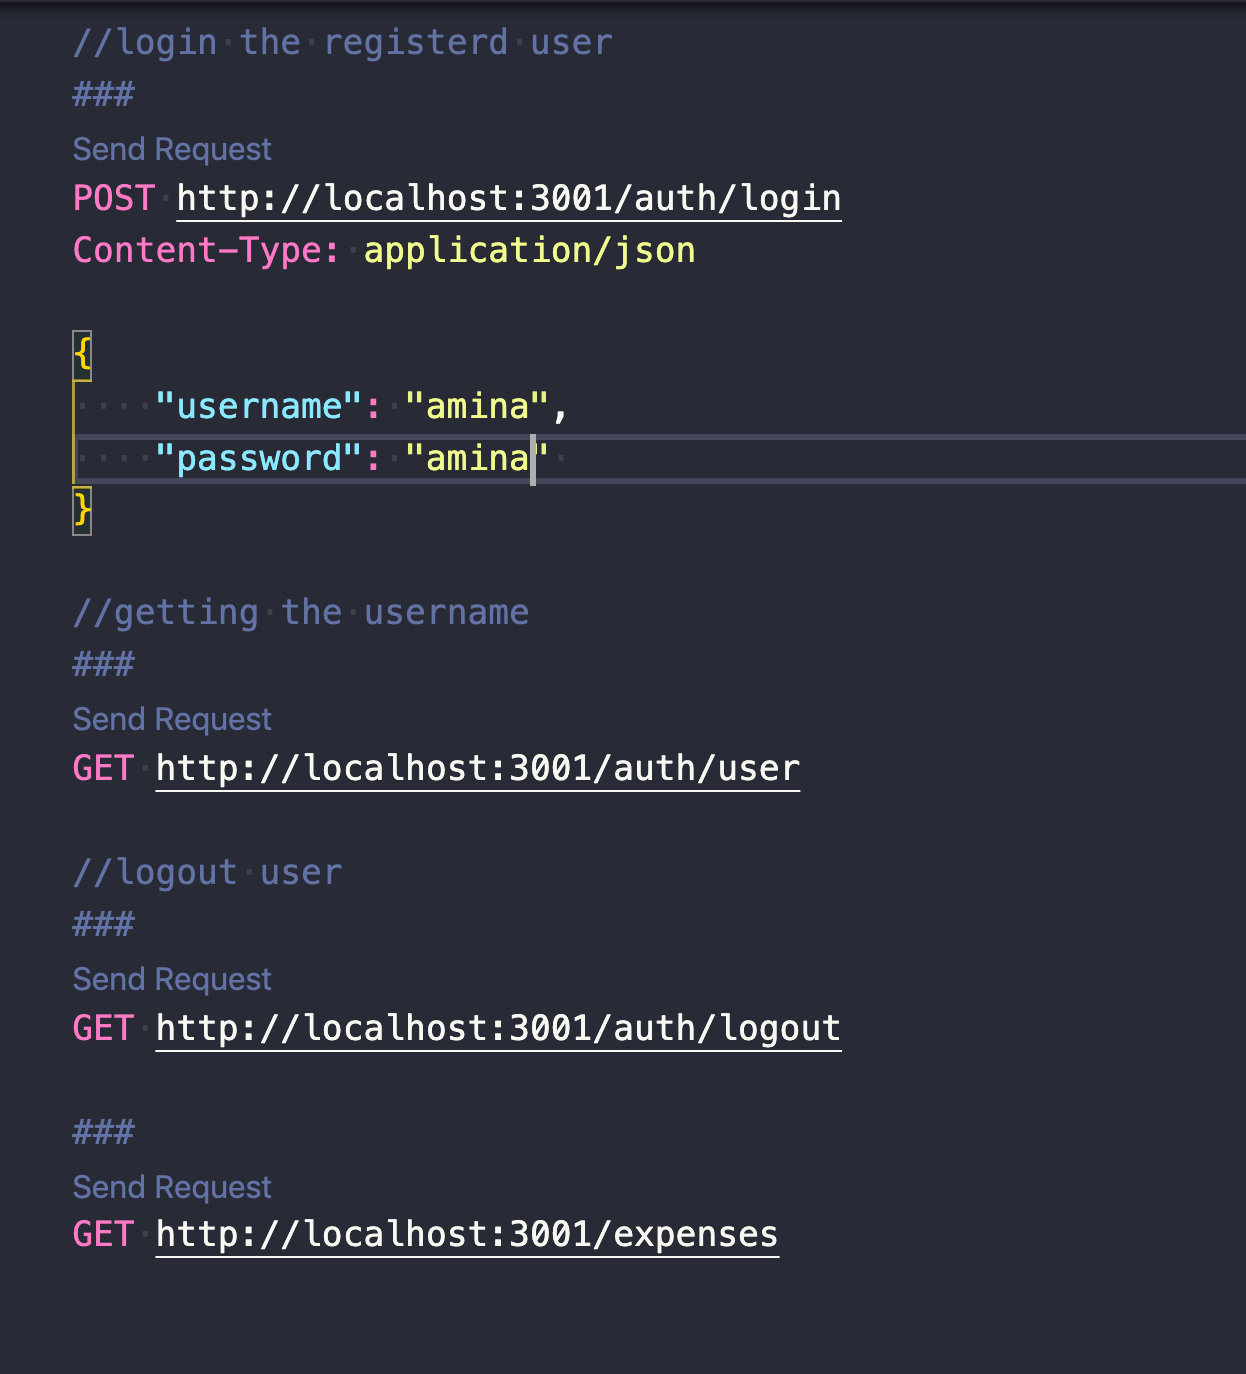 //login the registerd user
###
Send Request
POST http://localhost:3001/auth/login
Content-Type: application/json
{
"username": "amina",
"password": "amina"
}
//getting the username
###
Send Request
GET http://localhost:3001/auth/user
//logout user
###
Send Request
GET http://localhost:3001/auth/logout
###
Send Request
GET http://localhost:3001/expenses